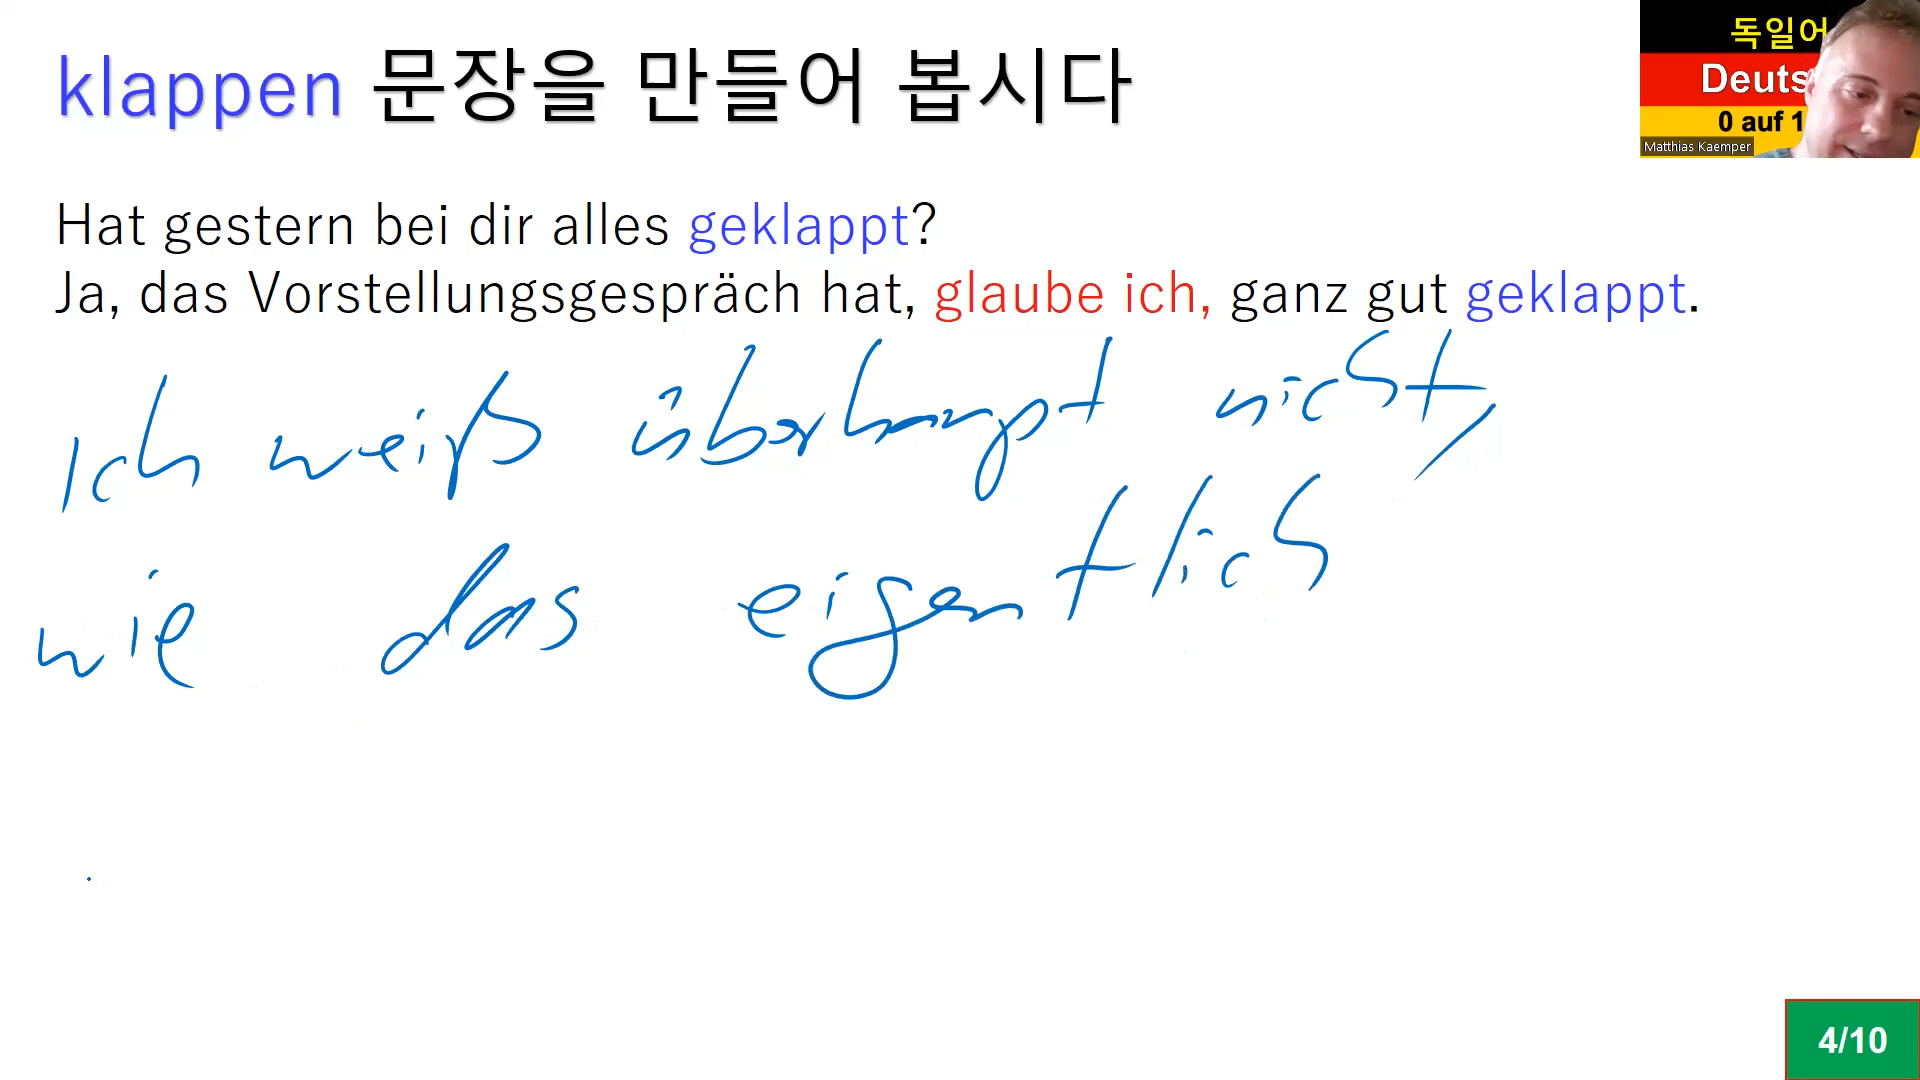 klappen 문장을 만들어 봅시다
Hat gestern bei dir alles geklappt?
Ja, das Vorstellungsgespräch hat, glaube ich, ganz gut geklappt.
Ich weiß überhaupt nicht,
wie das eigentlich
독일어
Deuts
0 auf 1
Matthias Kaemper
4/10